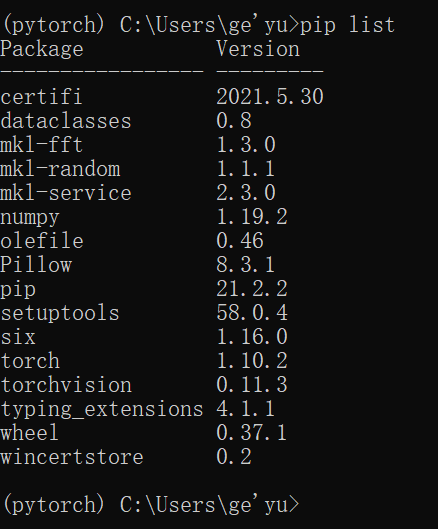 (pytorch) C:\Users\ge'yu>pip list
Package           Version
----------------- ---------
certifi           2021.5.30
dataclasses       0.8
mkl-fft           1.3.0
mkl-random        1.1.1
mkl-service       2.3.0
numpy             1.19.2
olefile           0.46
Pillow            8.3.1
pip               21.2.2
setuptools        58.0.4
six               1.16.0
torch             1.10.2
torchvision       0.11.3
typing_extensions 4.1.1
wheel             0.37.1
wincertstore      0.2
(pytorch) C:\Users\ge'yu>